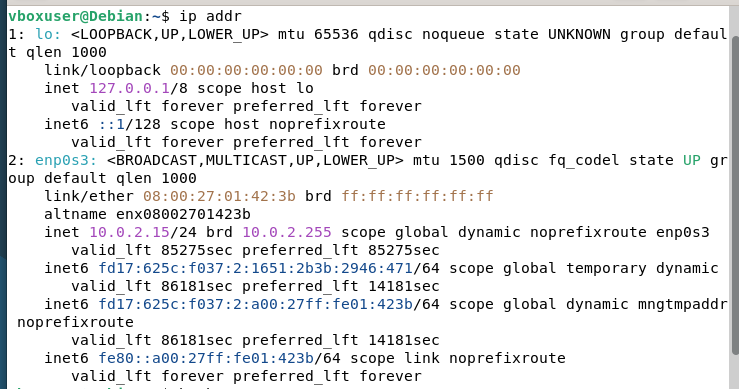 vboxuser@Debian:~$ ip addr
1: lo: <LOOPBACK,UP,LOWER_UP> mtu 65536 qdisc noqueue state UNKNOWN group defaul
t qlen 1000
    link/loopback 00:00:00:00:00:00 brd 00:00:00:00:00:00
    inet 127.0.0.1/8 scope host lo
       valid_lft forever preferred_lft forever
    inet6 ::1/128 scope host noprefixroute
       valid_lft forever preferred_lft forever
2: enp0s3: <BROADCAST,MULTICAST,UP,LOWER_UP> mtu 1500 qdisc fq_codel state UP gr
oup default qlen 1000
    link/ether 08:00:27:01:42:3b brd ff:ff:ff:ff:ff:ff
    altname enx08002701423b
    inet 10.0.2.15/24 brd 10.0.2.255 scope global dynamic noprefixroute enp0s3
       valid_lft 85275sec preferred_lft 85275sec
    inet6 fd17:625c:f037:2:1651:2b3b:2946:471/64 scope global temporary dynamic
       valid_lft 86181sec preferred_lft 14181sec
    inet6 fd17:625c:f037:2:a00:27ff:fe01:423b/64 scope global dynamic mngtmpaddr
 noprefixroute
       valid_lft 86181sec preferred_lft 14181sec
    inet6 fe80::a00:27ff:fe01:423b/64 scope link noprefixroute
       valid_lft forever preferred_lft forever